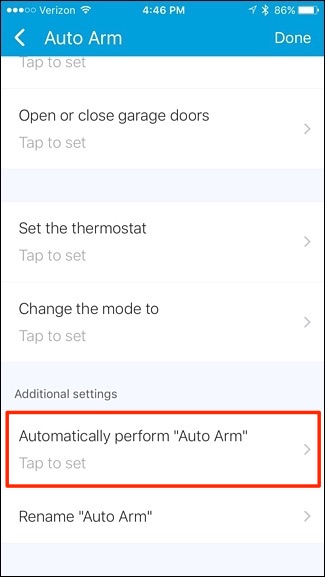 Verizon 4:46 PM 86%
Auto Arm Done
Tap to set
Open or close garage doors
Tap to set
Set the thermostat
Tap to set
Change the mode to
Tap to set
Additional settings
Automatically perform "Auto Arm"
Tap to set
Rename "Auto Arm"